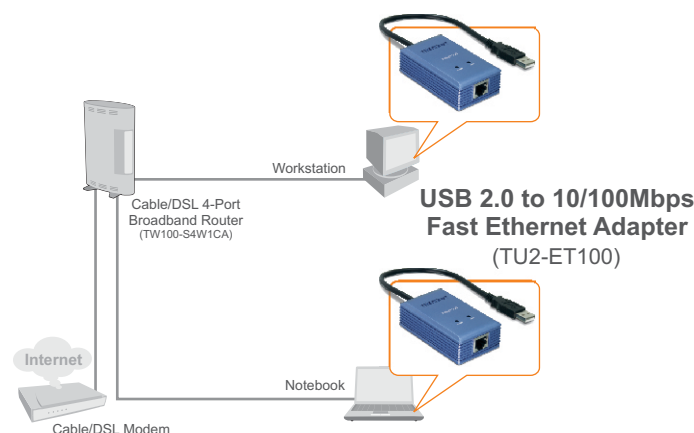 Workstation
Cable/DSL 4-Port
Broadband Router
(TW100-S4W1CA)
USB 2.0 to 10/100Mbps
Fast Ethernet Adapter
(TU2-ET100)
Internet
Notebook
Cable/DSL Modem